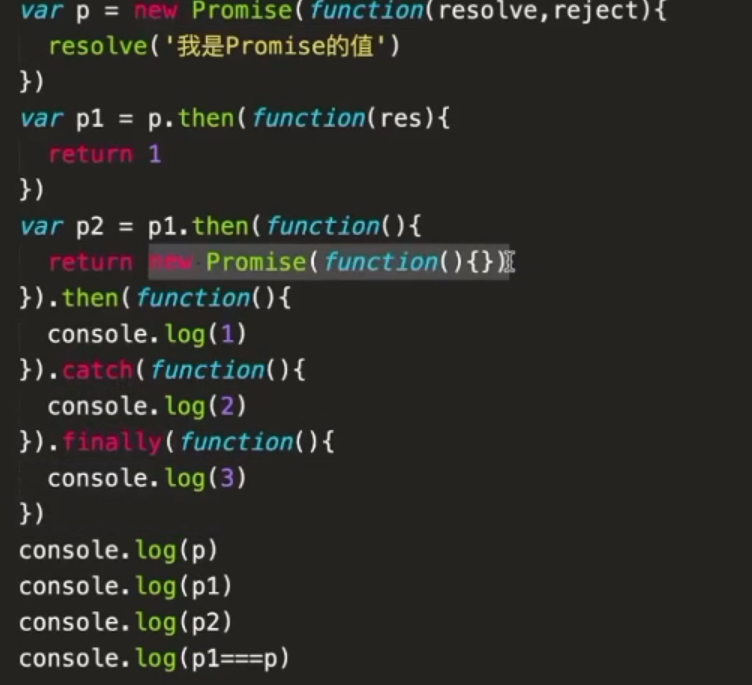 var p = new Promise(function(resolve,reject){
  resolve('我是Promise的值')
})
var p1 = p.then(function(res){
  return 1
})
var p2 = p1.then(function(){
  return new Promise(function(){})
}).then(function(){
  console.log(1)
}).catch(function(){
  console.log(2)
}).finally(function(){
  console.log(3)
})
console.log(p)
console.log(p1)
console.log(p2)
console.log(p1===p)